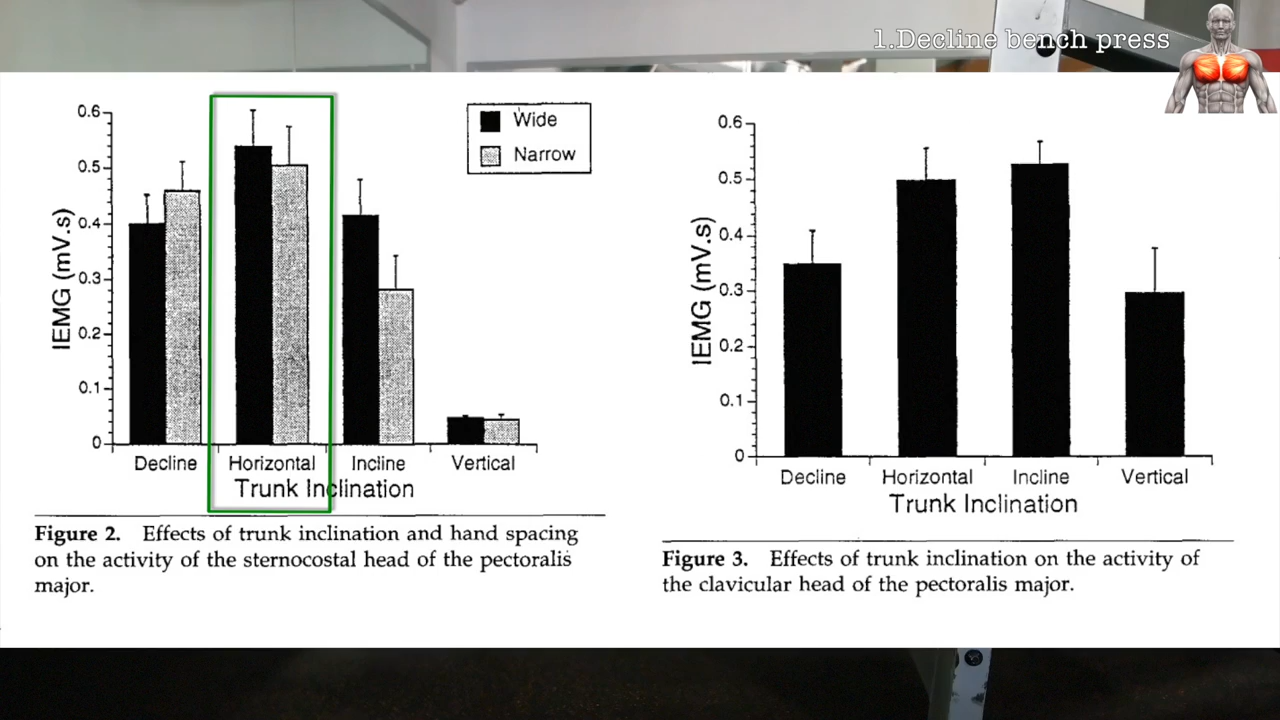 1.Decline bench press
0.6
0.5
0.4
0.3
0.2
0.1
0
IEMG (mV.s)
Wide
Narrow
Decline
Horizontal
Incline
Vertical
Trunk Inclination
Figure 2. Effects of trunk inclination and hand spacing
on the activity of the sternocostal head of the pectoralis
major.
0.6
0.5
0.4
0.3
0.2
0.1
0
IEMG (mV.s)
Decline
Horizontal
Incline
Vertical
Trunk Inclination
Figure 3. Effects of trunk inclination on the activity of
the clavicular head of the pectoralis major.